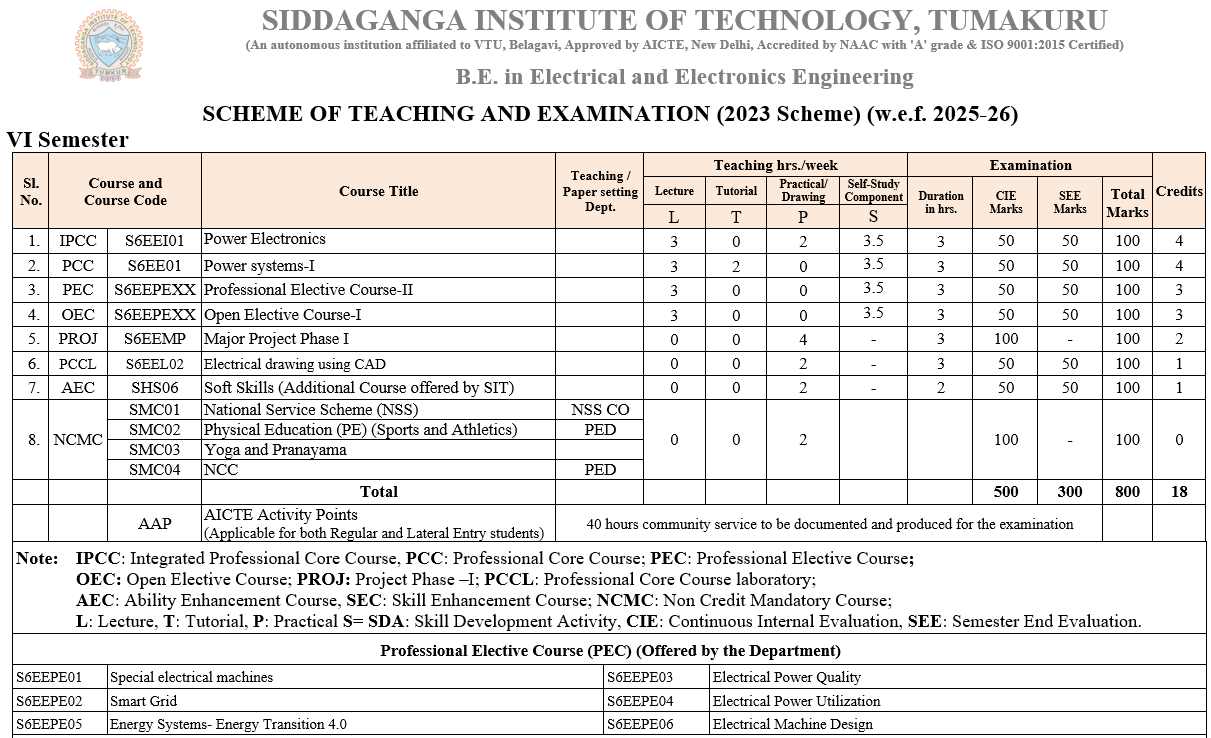 SIDDAGANGA INSTITUTE OF TECHNOLOGY, TUMAKURU
(An autonomous institution affiliated to VTU, Belagavi, Approved by AICTE, New Delhi, Accredited by NAAC with 'A' grade & ISO 9001:2015 Certified)
B.E. in Electrical and Electronics Engineering
SCHEME OF TEACHING AND EXAMINATION (2023 Scheme) (w.e.f. 2025-26)
VI Semester
Sl. No. Course and Course Code Course Title Teaching / Paper setting Dept. Teaching hrs./week Examination Credits
Lecture Tutorial Practical/ Drawing Self-Study Component Duration in hrs. CIE Marks SEE Marks Total Marks
L T P S
1. IPCC S6EEI01 Power Electronics 3 0 2 3.5 3 50 50 100 4
2. PCC S6EE01 Power systems-I 3 2 0 3.5 3 50 50 100 4
3. PEC S6EEPEXX Professional Elective Course-II 3 0 0 3.5 3 50 50 100 3
4. OEC S6EEPEXX Open Elective Course-I 3 0 0 3.5 3 50 50 100 3
5. PROJ S6EEMP Major Project Phase I 0 0 4 - 3 100 - 100 2
6. PCCL S6EEL02 Electrical drawing using CAD 0 0 2 - 3 50 50 100 1
7. AEC SHS06 Soft Skills (Additional Course offered by SIT) 0 0 2 - 2 50 50 100 1
8. NCMC SMC01 National Service Scheme (NSS) NSS CO 0 0 2 100 - 100 0
SMC02 Physical Education (PE) (Sports and Athletics) PED
SMC03 Yoga and Pranayama
SMC04 NCC PED
Total 500 300 800 18
AAP AICTE Activity Points 40 hours community service to be documented and produced for the examination
(Applicable for both Regular and Lateral Entry students)
Note: IPCC: Integrated Professional Core Course, PCC: Professional Core Course; PEC: Professional Elective Course;
OEC: Open Elective Course; PROJ: Project Phase –I; PCCL: Professional Core Course laboratory;
AEC: Ability Enhancement Course, SEC: Skill Enhancement Course; NCMC: Non Credit Mandatory Course;
L: Lecture, T: Tutorial, P: Practical S= SDA: Skill Development Activity, CIE: Continuous Internal Evaluation, SEE: Semester End Evaluation.
Professional Elective Course (PEC) (Offered by the Department)
S6EEPE01 Special electrical machines S6EEPE03 Electrical Power Quality
S6EEPE02 Smart Grid S6EEPE04 Electrical Power Utilization
S6EEPE05 Energy Systems- Energy Transition 4.0 S6EEPE06 Electrical Machine Design